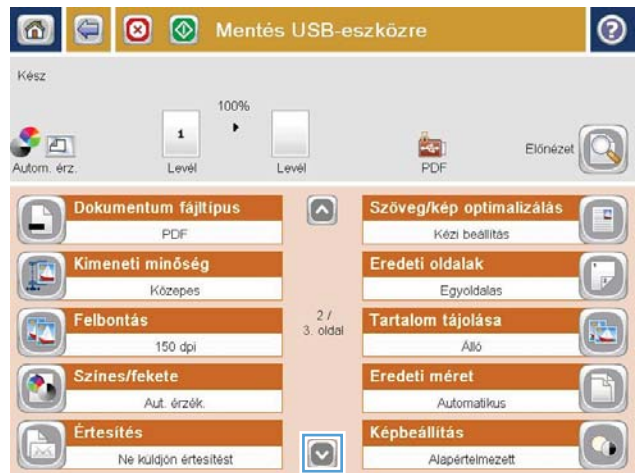 Mentés USB-eszközre
Kész
100%
1
Autom. érz.
Levél
Levél
PDF
Előnézet
Dokumentum fájltípus
PDF
Kimeneti minőség
Közepes
Felbontás
150 dpi
Színes/fekete
Aut. érzék.
Értesítés
Ne küldjön értesítést
2 /
3. oldal
Szöveg/kép optimalizálás
Kézi beállítás
Eredeti oldalak
Egyoldalas
Tartalom tájolása
Álló
Eredeti méret
Automatikus
Képbeállítás
Alapértelmezett